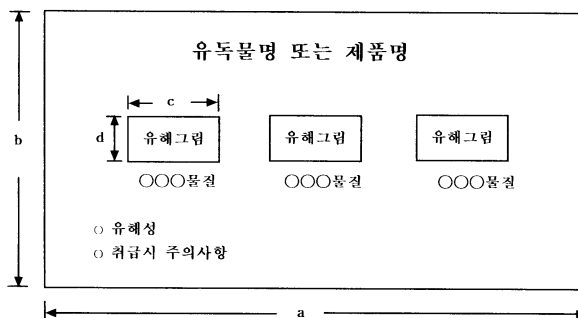 유독물명 또는 제품명
c
d
b
유해그림 유해그림 유해그림
○○○물질 ○○○물질 ○○○물질
○ 유해성
○ 취급시 주의사항
a